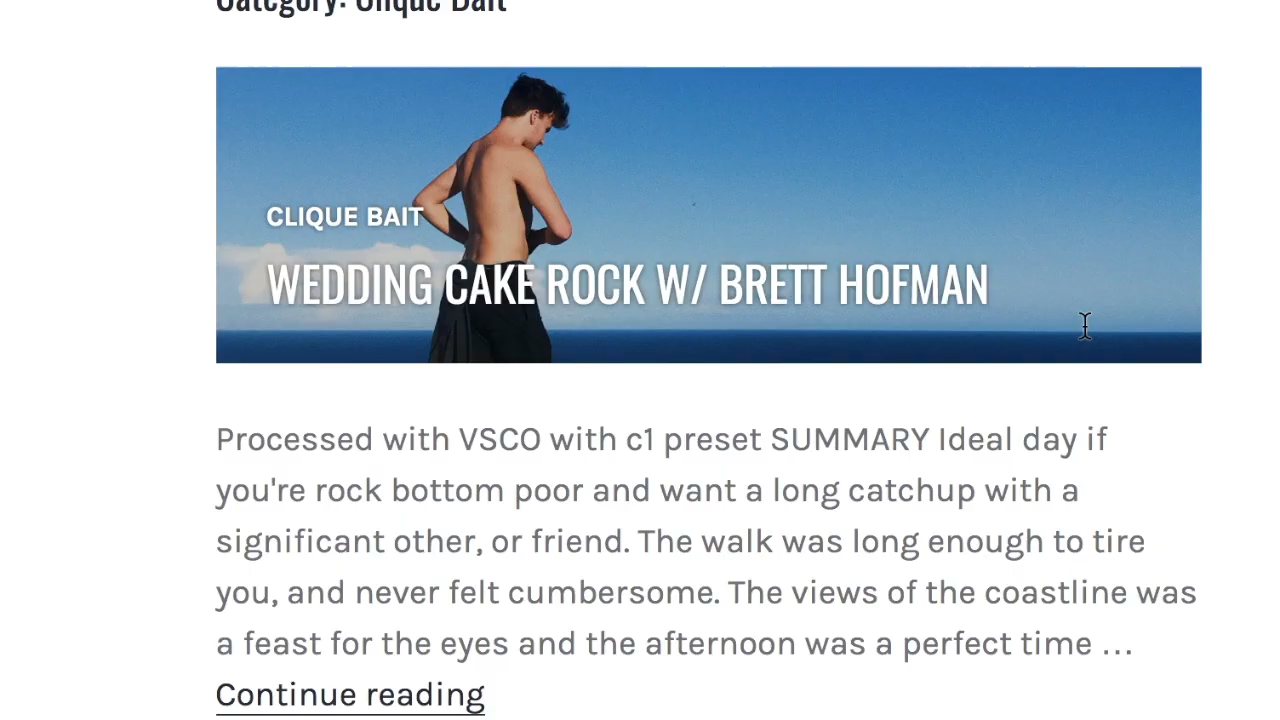 Category: Clique Bait
CLIQUE BAIT
WEDDING CAKE ROCK W/ BRETT HOFMAN
Processed with VSCO with c1 preset SUMMARY Ideal day if
you're rock bottom poor and want a long catchup with a
significant other, or friend. The walk was long enough to tire
you, and never felt cumbersome. The views of the coastline was
a feast for the eyes and the afternoon was a perfect time …
Continue reading